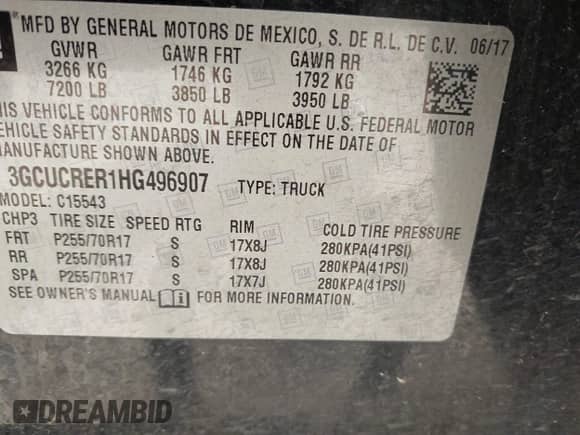 MFD BY GENERAL MOTORS DE MEXICO, S. DE R.L. DE C.V. 06/17
GVWR GAWR FRT GAWR RR
3266 KG 1746 KG 1792 KG
7200 LB 3850 LB 3950 LB
HIS VEHICLE CONFORMS TO ALL APPLICABLE U.S. FEDERAL MOTOR
VEHICLE SAFETY STANDARDS IN EFFECT ON THE DATE OF
MANUFACTURE SHOWN ABOVE.
3GCUCRER1HG496907 TYPE: TRUCK
MODEL: C15543
CHP3 TIRE SIZE SPEED RTG RIM COLD TIRE PRESSURE
FRT P255/70R17 S 17X8J 280KPA(41PSI)
RR P255/70R17 S 17X8J 280KPA(41PSI)
SPA P255/70R17 S 17X7J 280KPA(41PSI)
SEE OWNER'S MANUAL FOR MORE INFORMATION.
GM
DREAMBID